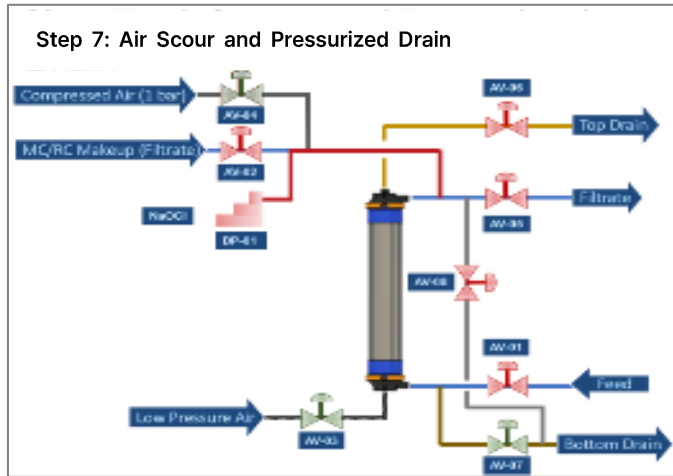 Step 7: Air Scour and Pressurized Drain
AV-06
Compressed Air (1 bar)
AV-04
Top Drain
MC/RC Makeup (Filtrate)
AV-02
Filtrate
NaOCl
AV-05
DP-01
AV-08
AV-01
Feed
Low Pressure Air
AV-03
Bottom Drain
AV-07